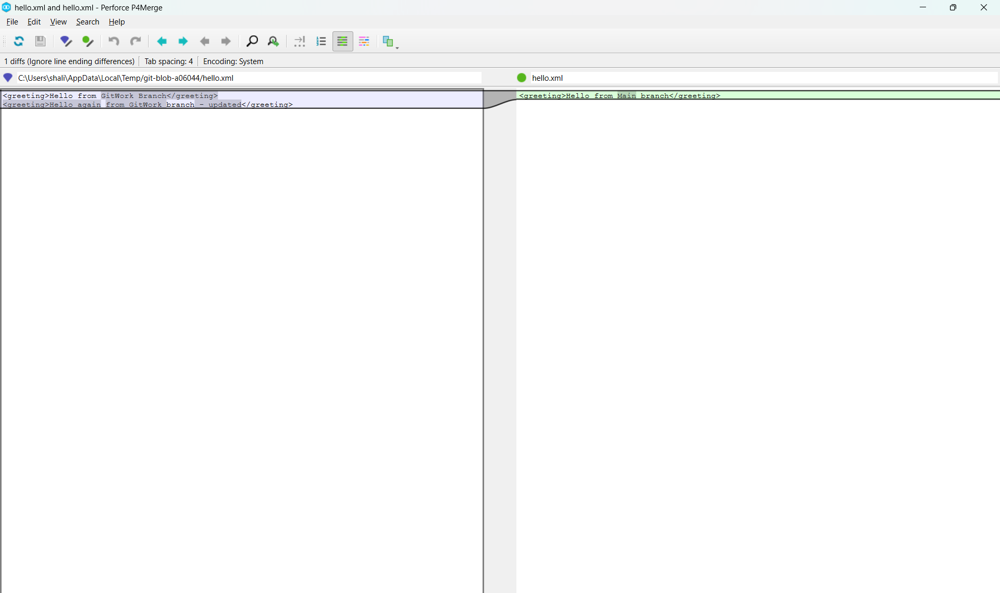 hello.xml and hello.xml - Perforce P4Merge
File Edit View Search Help
1 diffs (Ignore line ending differences) Tab spacing: 4 Encoding: System
C:\Users\shali\AppData\Local\Temp/git-blob-a06044/hello.xml
hello.xml
<greeting>Hello from GitWork Branch</greeting>
<greeting>Hello again from GitWork branch - updated</greeting>
<greeting>Hello from Main branch</greeting>